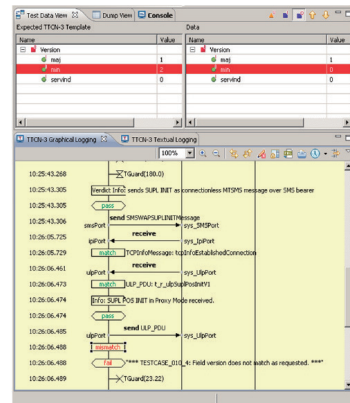 Test Data View Dump View Console
Expected TTCN-3 Template Data
Name Value Name Value
Version Version
maj 1 maj 1
min 2 min 0
servind 0 servind 0
TTCN-3 Graphical Logging TTCN-3 Textual Logging
100%
10:25:43.268 TGuard(180.0)
10:25:43.305 Verdict Info: sends SUPL INIT as connectionless MTSMS message over SMS bearer
10:25:43.305 pass
10:25:43.306 send SMSWAPSUPLINITMessage
smsPort sys_SMSPort
10:26:05.725 receive
ipiPort sys_IpiPort
10:26:05.729 match TCPInfoMessage: tcpInfoEstablishedConnection
10:26:06.461 receive
ulpPort sys_UlpPort
10:26:06.473 match ULP_PDU: t_r_ulpSuplPosInitV1
10:26:06.474 Info: SUPL POS INIT in Proxy Mode received.
10:26:06.474 pass
10:26:06.485 send ULP_PDU
ulpPort sys_UlpPort
10:26:06.488 mismatch
10:26:06.488 fail "*** TESTCASE_010_4: Field version does not match as requested. ***"
10:26:06.489 TGuard(23.22)